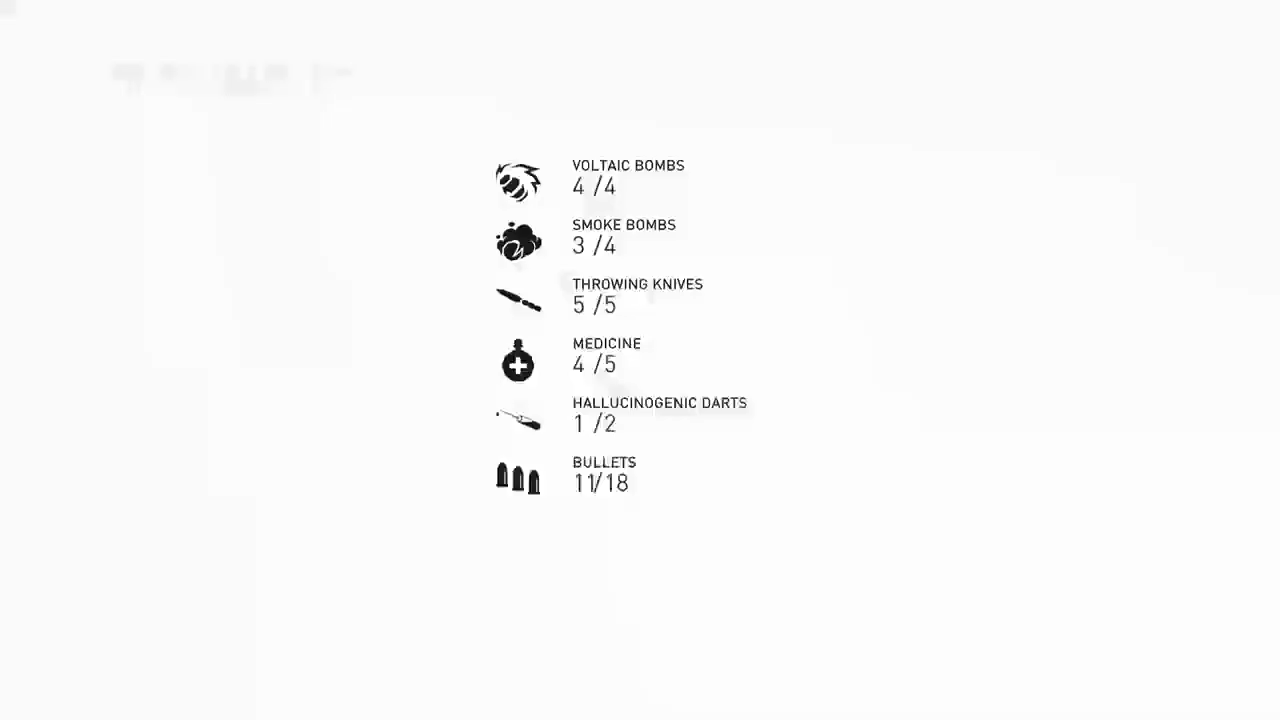 VOLTAIC BOMBS
4 /4
SMOKE BOMBS
3 /4
THROWING KNIVES
5 /5
MEDICINE
4 /5
HALLUCINOGENIC DARTS
1 /2
BULLETS
11/18